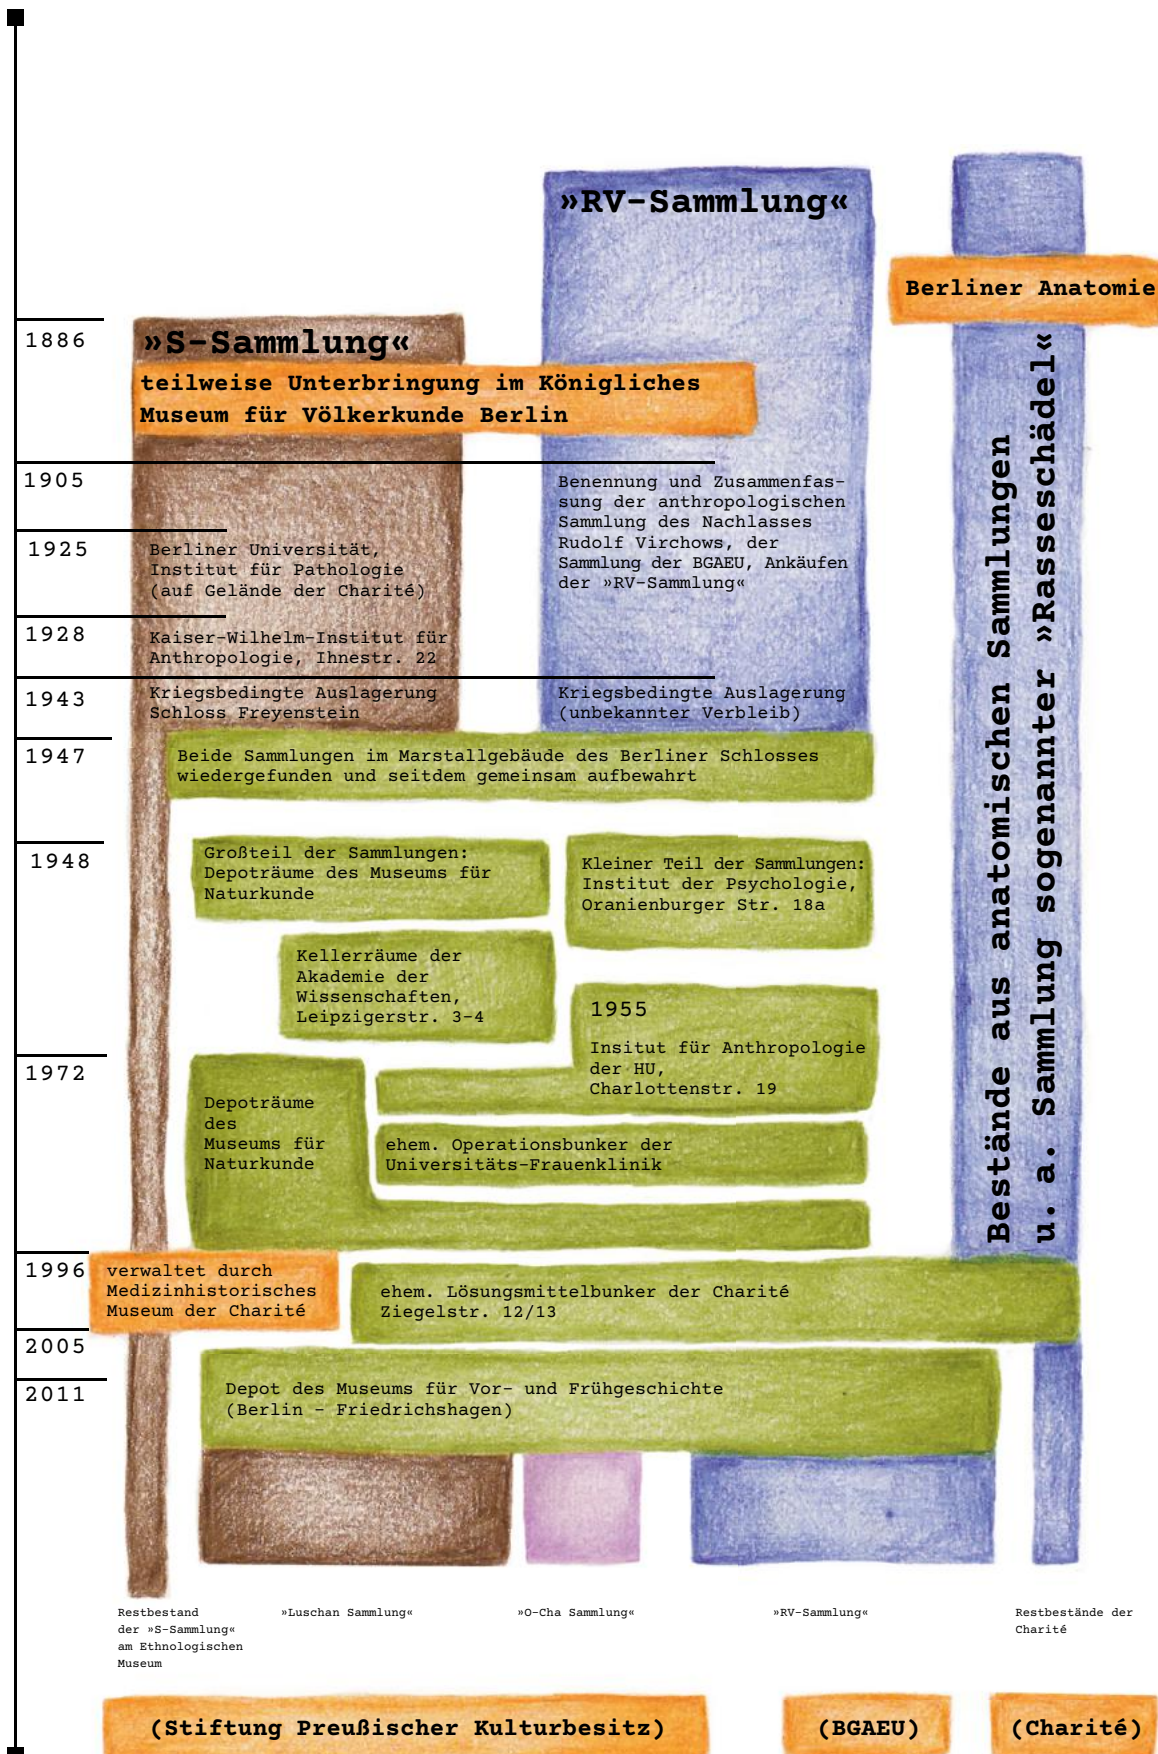 »RV-Sammlung«
Berliner Anatomie
1886
»S-Sammlung«
teilweise Unterbringung im Königliches
Museum für Völkerkunde Berlin
1905
Benennung und Zusammenfas-
sung der anthropologischen
Sammlung des Nachlasses
Rudolf Virchows, der
Sammlung der BGAEU, Ankäufen
der »RV-Sammlung«
1925
Berliner Universität,
Institut für Pathologie
(auf Gelände der Charité)
1928
Kaiser-Wilhelm-Institut für
Anthropologie, Ihnestr. 22
1943
Kriegsbedingte Auslagerung
Schloss Freyenstein
Kriegsbedingte Auslagerung
(unbekannter Verbleib)
1947
Beide Sammlungen im Marstallgebäude des Berliner Schlosses
wiedergefunden und seitdem gemeinsam aufbewahrt
1948
Großteil der Sammlungen:
Depoträume des Museums für
Naturkunde
Kleiner Teil der Sammlungen:
Institut der Psychologie,
Oranienburger Str. 18a
Kellerräume der
Akademie der
Wissenschaften,
Leipzigerstr. 3-4
1955
Insitut für Anthropologie
der HU,
Charlottenstr. 19
1972
Depoträume
des
Museums für
Naturkunde
ehem. Operationsbunker der
Universitäts-Frauenklinik
Bestände aus anatomischen Sammlungen
u. a. Sammlung sogenannter »Rasseschädel«
1996
verwaltet durch
Medizinhistorisches
Museum der Charité
ehem. Lösungsmittelbunker der Charité
Ziegelstr. 12/13
2005
2011
Depot des Museums für Vor- und Frühgeschichte
(Berlin - Friedrichshagen)
Restbestand
der »S-Sammlung«
am Ethnologischen
Museum
»Luschan Sammlung«
»O-Cha Sammlung«
»RV-Sammlung«
Restbestände der
Charité
(Stiftung Preußischer Kulturbesitz)
(BGAEU)
(Charité)